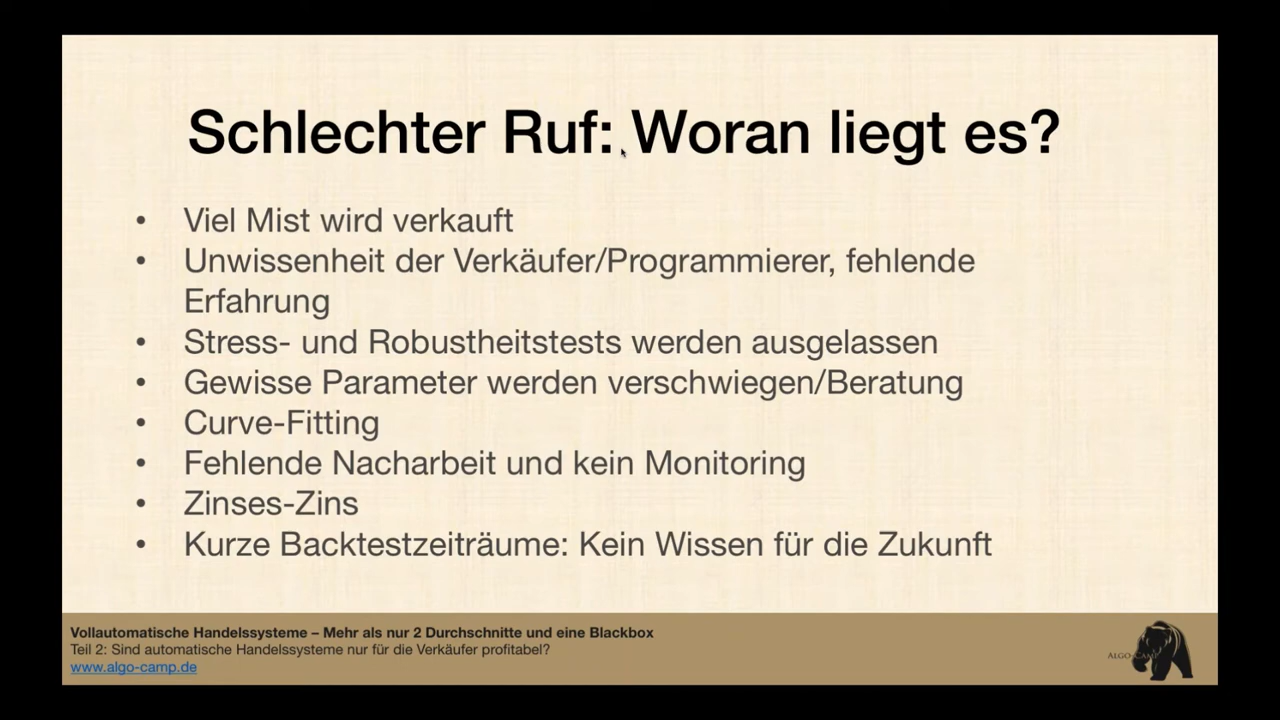 Schlechter Ruf: Woran liegt es?
• Viel Mist wird verkauft
• Unwissenheit der Verkäufer/Programmierer, fehlende
Erfahrung
• Stress- und Robustheitstests werden ausgelassen
• Gewisse Parameter werden verschwiegen/Beratung
• Curve-Fitting
• Fehlende Nacharbeit und kein Monitoring
• Zinses-Zins
• Kurze Backtestzeiträume: Kein Wissen für die Zukunft
Vollautomatische Handelssysteme – Mehr als nur 2 Durchschnitte und eine Blackbox
Teil 2: Sind automatische Handelssysteme nur für die Verkäufer profitabel?
www.algo-camp.de
ALGO-CAMP